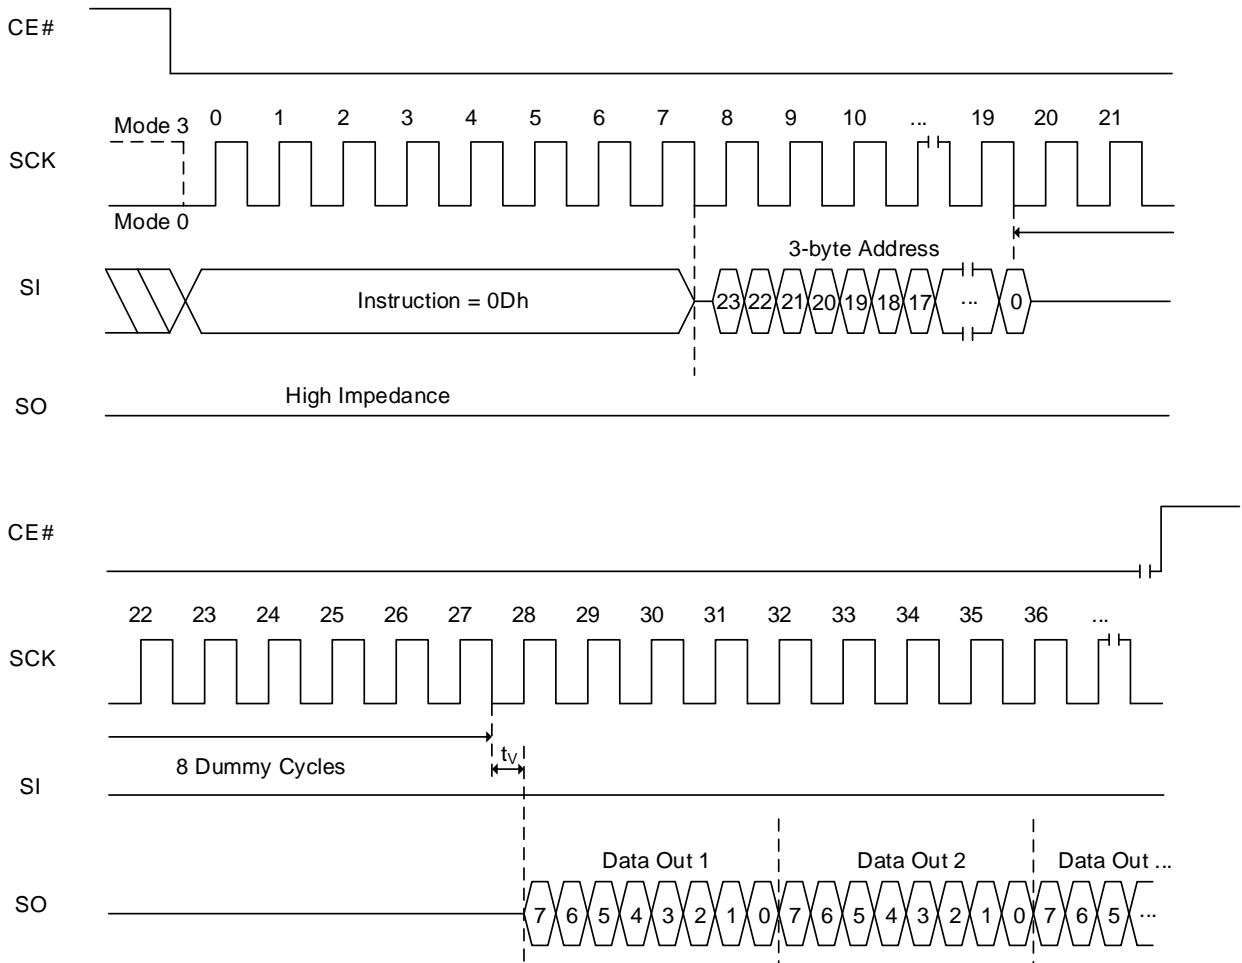 CE#
Mode 3
0 1 2 3 4 5 6 7 8 9 10 ... 19 20 21
SCK
Mode 0
3-byte Address
SI
Instruction = 0Dh
23 22 21 20 19 18 17 ... 0
High Impedance
SO
CE#
22 23 24 25 26 27 28 29 30 31 32 33 34 35 36 ...
SCK
8 Dummy Cycles
tV
SI
Data Out 1 Data Out 2 Data Out ...
SO
7 6 5 4 3 2 1 0 7 6 5 4 3 2 1 0 7 6 5 ...